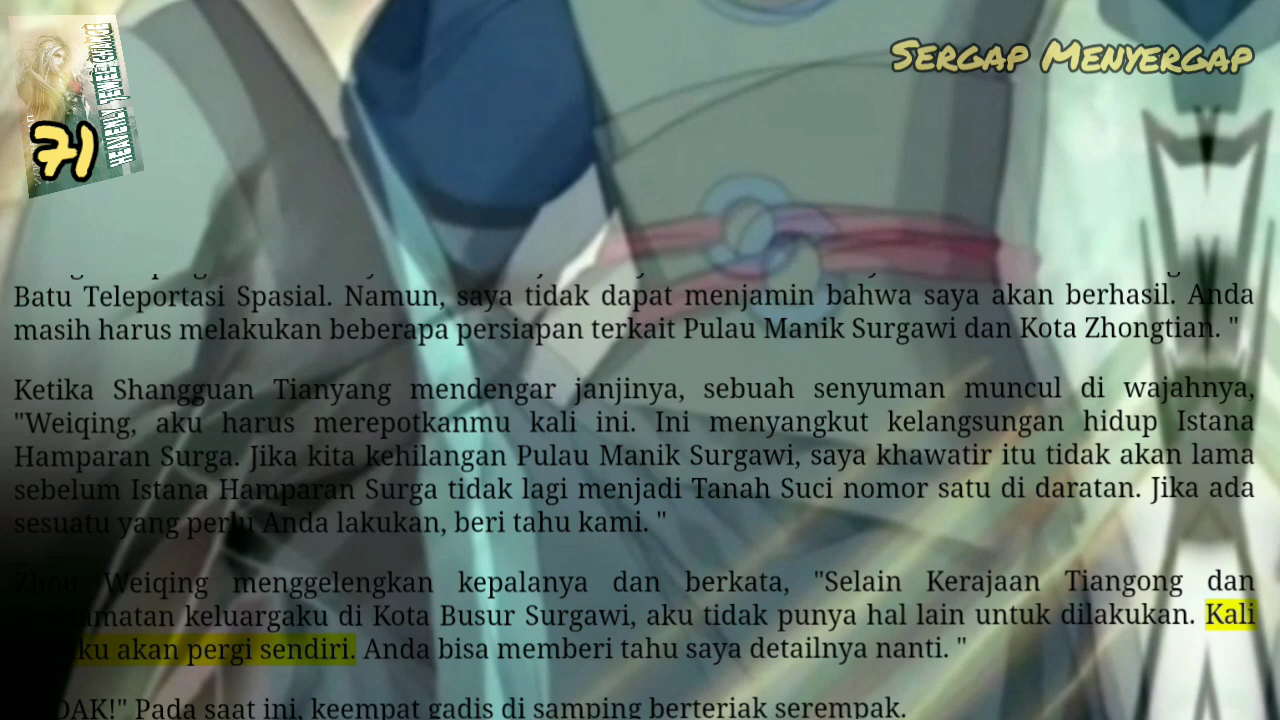 HEAVENLY JEWEL CHANGE
71
SERGAP MENYERGAP
Batu Teleportasi Spasial. Namun, saya tidak dapat menjamin bahwa saya akan berhasil. Anda
masih harus melakukan beberapa persiapan terkait Pulau Manik Surgawi dan Kota Zhongtian. "
Ketika Shangguan Tianyang mendengar janjinya, sebuah senyuman muncul di wajahnya,
"Weiqing, aku harus merepotkanmu kali ini. Ini menyangkut kelangsungan hidup Istana
Hamparan Surga. Jika kita kehilangan Pulau Manik Surgawi, saya khawatir itu tidak akan lama
sebelum Istana Hamparan Surga tidak lagi menjadi Tanah Suci nomor satu di daratan. Jika ada
sesuatu yang perlu Anda lakukan, beri tahu kami. "
Zhou Weiqing menggelengkan kepalanya dan berkata, "Selain Kerajaan Tiangong dan
keluargaku di Kota Busur Surgawi, aku tidak punya hal lain untuk dilakukan. Kali
akan pergi sendiri. Anda bisa memberi tahu saya detailnya nanti. "
Pada saat ini, keempat gadis di samping berteriak serempak.